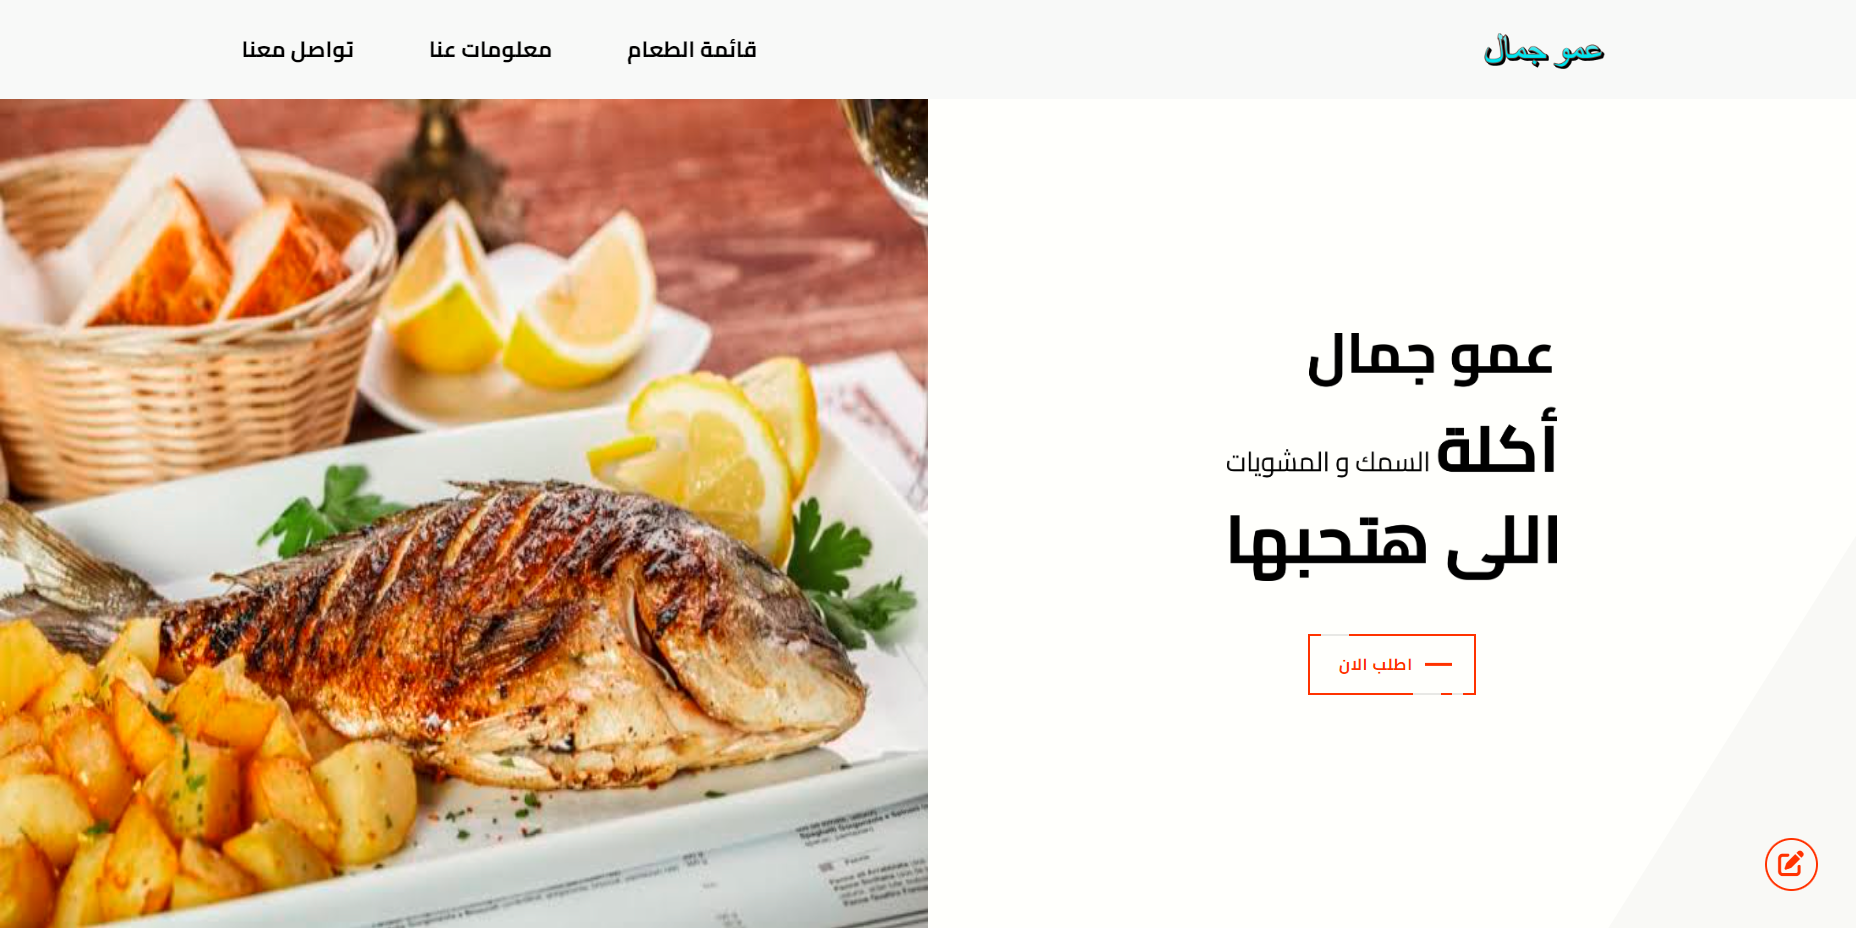 عمو جمال
قائمة الطعام
معلومات عنا
تواصل معنا
عمو جمال
أكلة السمك و المشويات
اللى هتحبها
اطلب الان